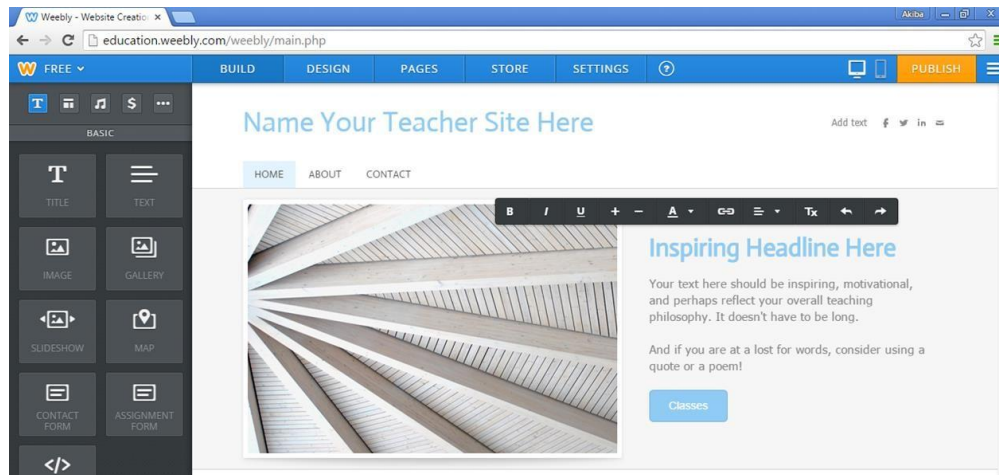 Weebly - Website Creatio
Akiba
education.weebly.com/weebly/main.php
FREE
BUILD
DESIGN
PAGES
STORE
SETTINGS
?
PUBLISH
T
$
BASIC
T
TITLE
TEXT
IMAGE
GALLERY
SLIDESHOW
MAP
CONTACT
FORM
ASSIGNMENT
FORM
</>
Name Your Teacher Site Here
Add text f in
HOME ABOUT CONTACT
B I U + − A Tx
Inspiring Headline Here
Your text here should be inspiring, motivational,
and perhaps reflect your overall teaching
philosophy. It doesn't have to be long.
And if you are at a lost for words, consider using a
quote or a poem!
Classes